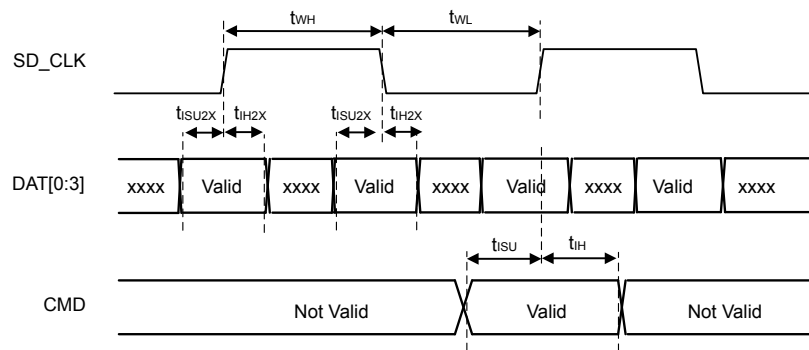 tWH tWL
SD_CLK
tISU2X tIH2X tISU2X tIH2X
DAT[0:3] xxxx Valid xxxx Valid xxxx Valid xxxx Valid xxxx
tISU tIH
CMD Not Valid Valid Not Valid